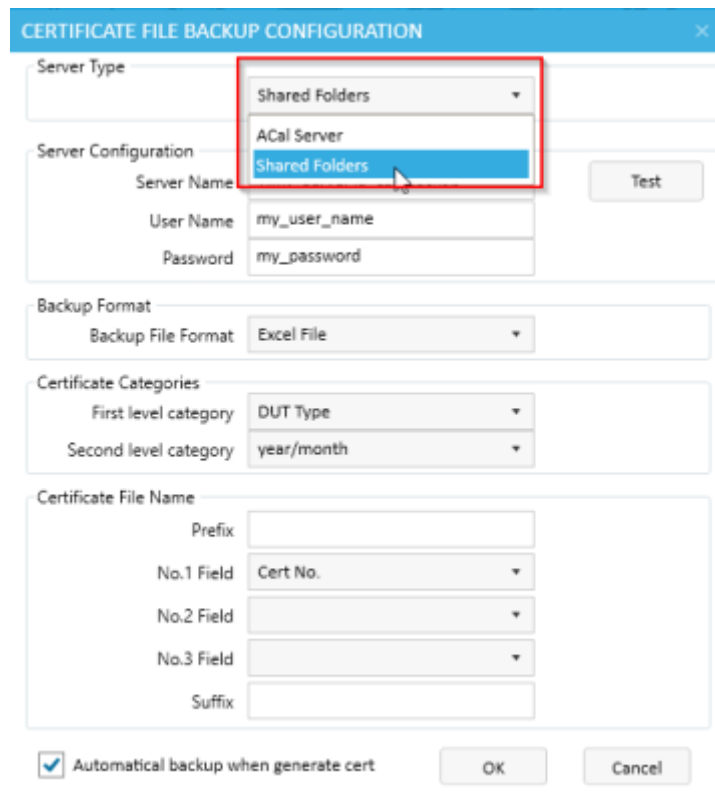 CERTIFICATE FILE BACKUP CONFIGURATION
Server Type
Shared Folders
ACal Server
Shared Folders
Server Configuration
Server Name
Test
User Name my_user_name
Password my_password
Backup Format
Backup File Format Excel File
Certificate Categories
First level category DUT Type
Second level category year/month
Certificate File Name
Prefix
No.1 Field Cert No.
No.2 Field
No.3 Field
Suffix
Automatical backup when generate cert OK Cancel